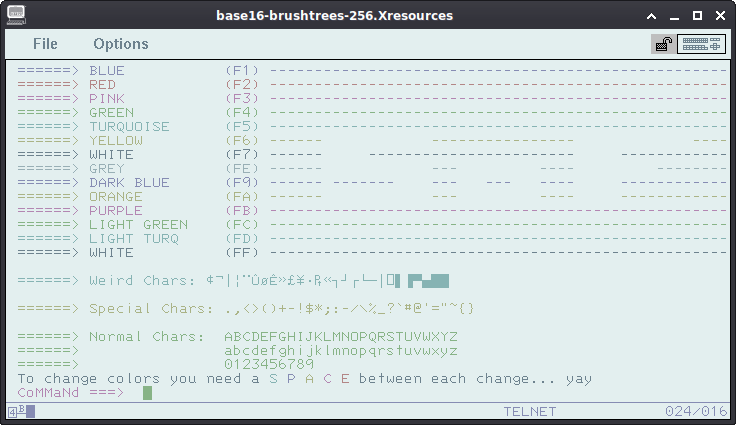 base16-brushtrees-256.Xresources
File Options
======> BLUE (F1) ---------------------------------------------------
======> RED (F2) ---------------------------------------------------
======> PINK (F3) ---------------------------------------------------
======> GREEN (F4) ---------------------------------------------------
======> TURQUOISE (F5) ---------------------------------------------------
======> YELLOW (F6) ------ ---------------- ----
======> WHITE (F7) ------ ---------------- ------------
======> GREY (F8) ------ --- --- ---
======> DARK BLUE (F9) --- ------- --- --- --- ---
======> ORANGE (FA) ------ --- --- ---
======> PURPLE (FB) ---------------------------------------------------
======> LIGHT GREEN (FC) ---------------------------------------------------
======> LIGHT TURQ (FD) ---------------------------------------------------
======> WHITE (FF) ---------------------------------------------------
======> Weird Chars: ¢¬|¦¨ÛøÊ»£¥·₧«┐┘┌└─│
======> Special Chars: .,<>()+-!$*;:-/\%_?`#@'="~{}
======> Normal Chars: ABCDEFGHIJKLMNOPQRSTUVWXYZ
======> abcdefghijklmnopqrstuvwxyz
======> 0123456789
To change colors you need a S P A C E between each change... yay
CoMMaNd ===>
4B TELNET 024/016